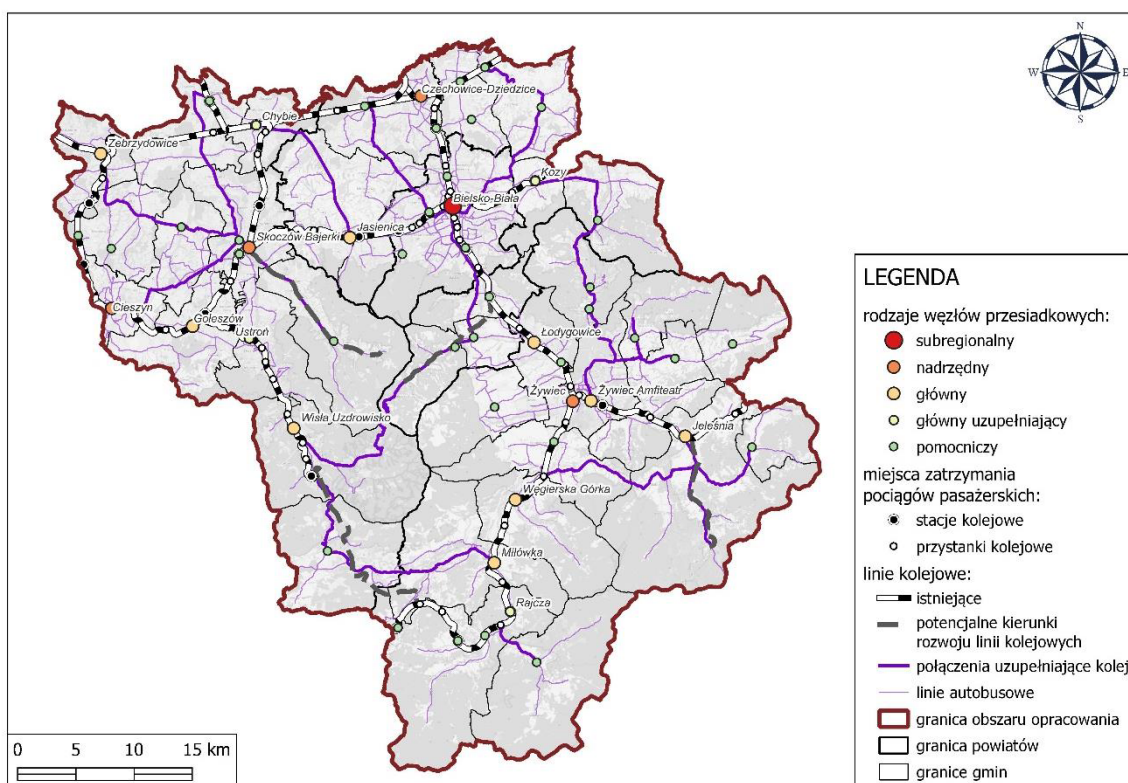 N
W
E
S
Czechowice-Dziedzice
Chybie
Zebrzydowice
Kozy
Bielsko-Biała
Jasienica
Skoczów Bajerki
Cieszyn
Goleszów
Ustroń
Łodygowice
Żywiec
Żywiec Amfiteatr
Wisła Uzdrowisko
Jeleśnia
Węgierska Górka
Milówka
Rajcza
LEGENDA
rodzaje węzłów przesiadkowych:
subregionalny
nadrzędny
główny
główny uzupełniający
pomocniczy
miejsca zatrzymania
pociągów pasażerskich:
stacje kolejowe
przystanki kolejowe
linie kolejowe:
istniejące
potencjalne kierunki
rozwoju linii kolejowych
połączenia uzupełniające kolej
linie autobusowe
granica obszaru opracowania
granica powiatów
granice gmin
0 5 10 15 km